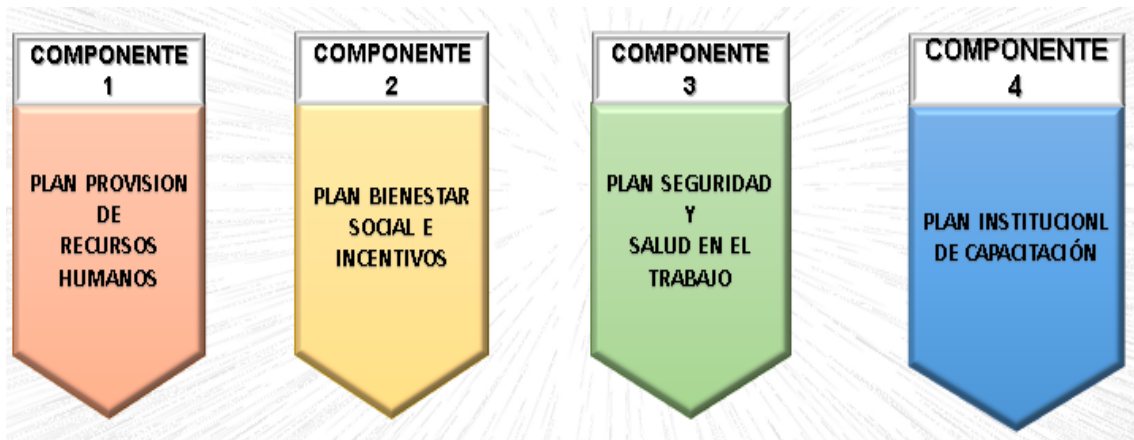 COMPONENTE
1
PLAN PROVISION
DE
RECURSOS
HUMANOS
COMPONENTE
2
PLAN BIENESTAR
SOCIAL E
INCENTIVOS
COMPONENTE
3
PLAN SEGURIDAD
Y
SALUD EN EL
TRABAJO
COMPONENTE
4
PLAN INSTITUCIONL
DE CAPACITACIÓN